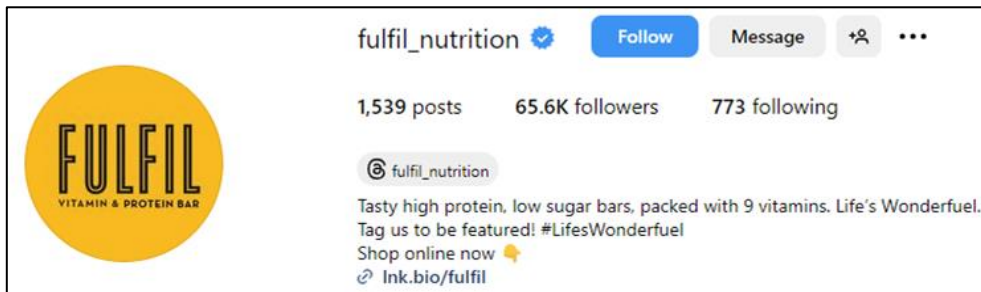 fulfil_nutrition Follow Message
1,539 posts 65.6K followers 773 following
FULFIL
VITAMIN & PROTEIN BAR
fulfil_nutrition
Tasty high protein, low sugar bars, packed with 9 vitamins. Life's Wonderfuel.
Tag us to be featured! #LifesWonderfuel
Shop online now 👇
lnk.bio/fulfil